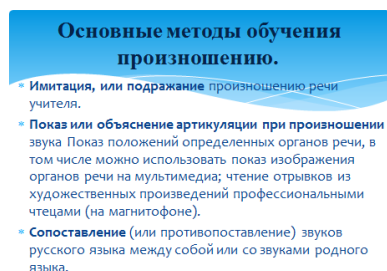 Основные методы обучения
произношению.
Имитация, или подражание произношению речи
учителя.
Показ или объяснение артикуляции при произношении
звука Показ положений определенных органов речи, в
том числе можно использовать показ изображения
органов речи на мультимедиа; чтение отрывков из
художественных произведений профессиональными
чтецами (на магнитофоне).
Сопоставление (или противопоставление) звуков
русского языка между собой или со звуками родного
языка.